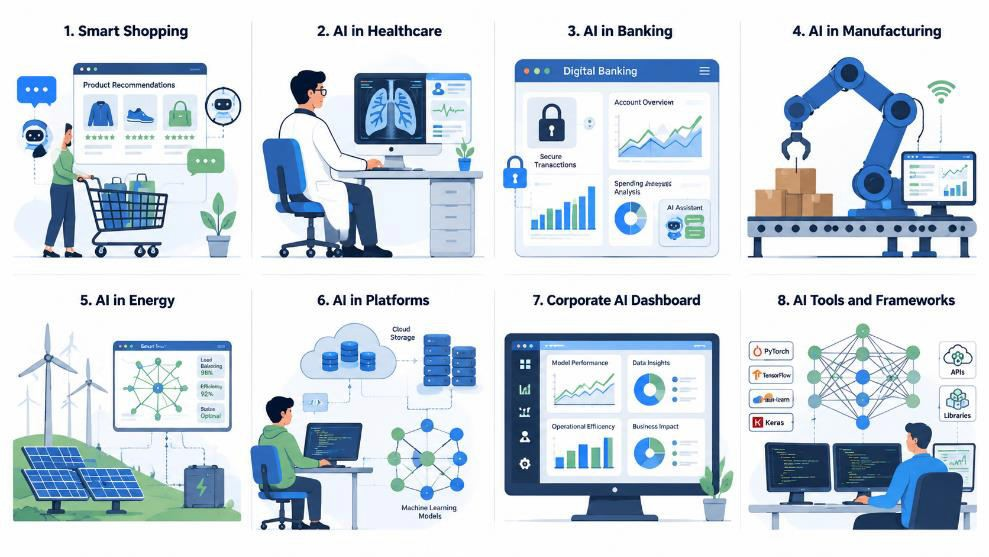 1. Smart Shopping
Product Recommendations
2. AI in Healthcare
3. AI in Banking
Digital Banking
Account Overview
Secure
Transactions
Spending
Analysis
AI Assistant
4. AI in Manufacturing
5. AI in Energy
Load
Balancing
98%
Efficiency
92%
Optimal
6. AI in Platforms
Cloud
Storage
Machine Learning
Models
7. Corporate AI Dashboard
Model Performance
Data Insights
Operational Efficency
Business Impact
8. AI Tools and Frameworks
PyTorch
TensorFlow
Keras
APIs
Libraries